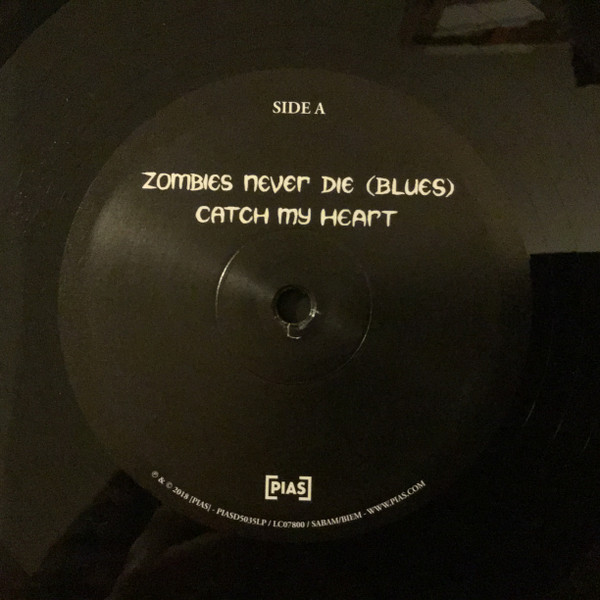 SIDE A
ZOMBIES NEVER DIE (BLUES)
CATCH MY HEART
[PIAS]
℗ & © 2018 [PIAS] - PIASD5035LP / LC07800 / SABAM/BIEM - WWW.PIAS.COM